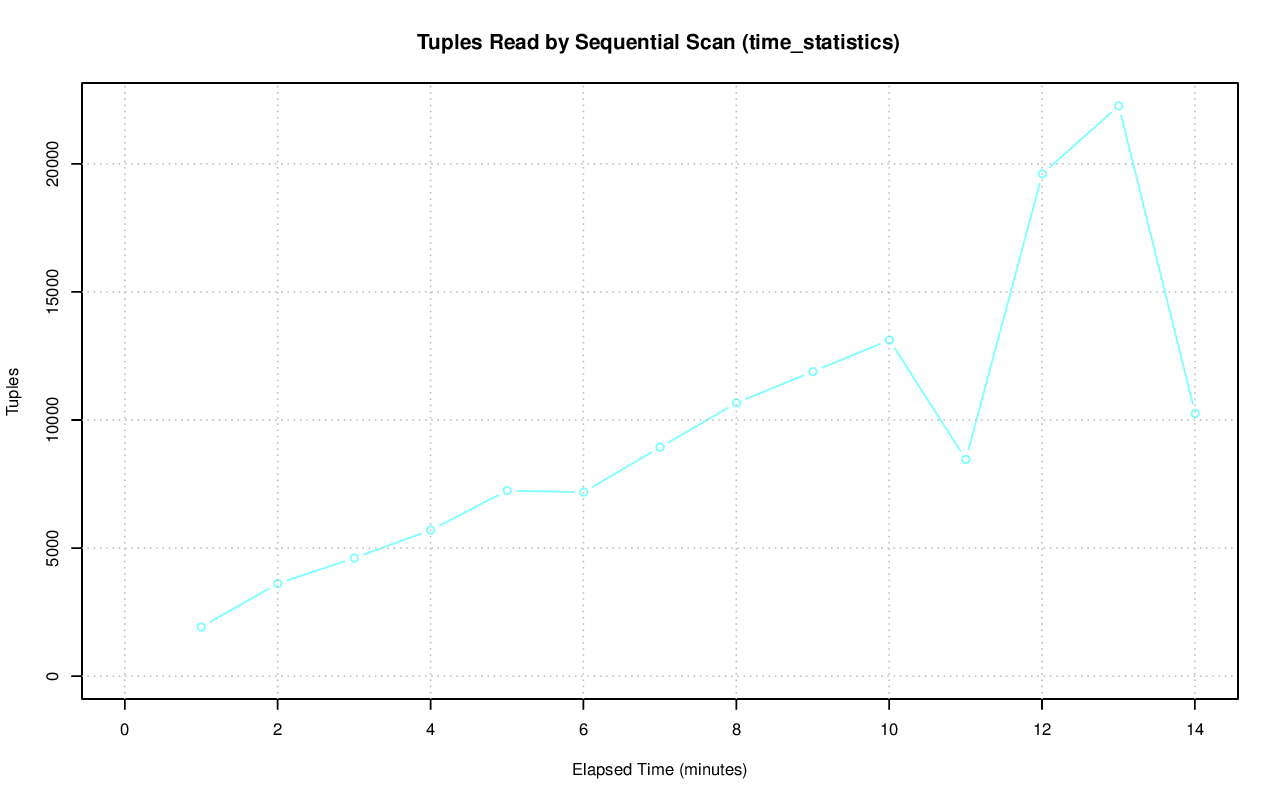 Tuples Read by Sequential Scan (time_statistics)
Tuples
20000
15000
10000
5000
0
0 2 4 6 8 10 12 14
Elapsed Time (minutes)